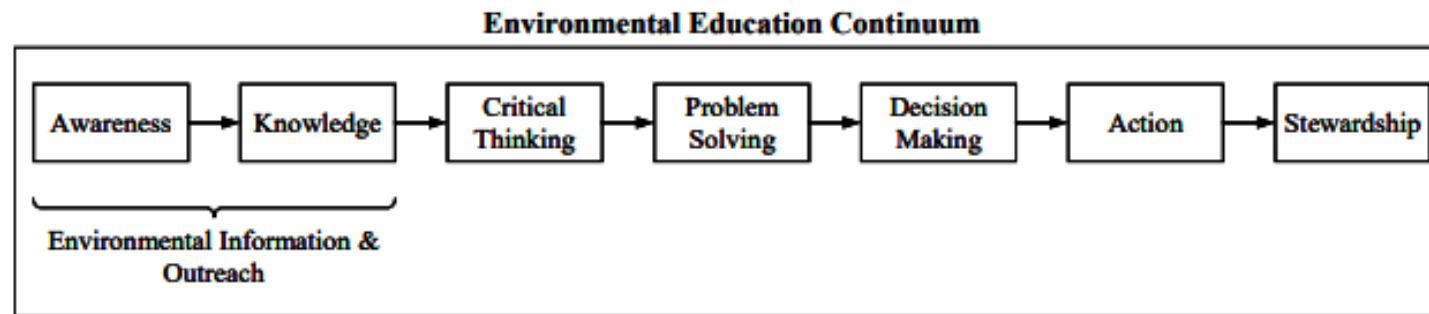 Environmental Education Continuum
Awareness
Knowledge
Critical
Thinking
Problem
Solving
Decision
Making
Action
Stewardship
Environmental Information &
Outreach